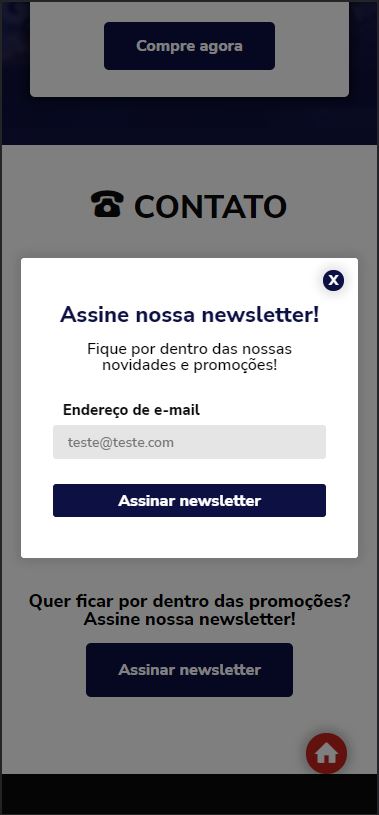 Compre agora
CONTATO
X
Assine nossa newsletter!
Fique por dentro das nossas
novidades e promoções!
Endereço de e-mail
teste@teste.com
Assinar newsletter
Quer ficar por dentro das promoções?
Assine nossa newsletter!
Assinar newsletter